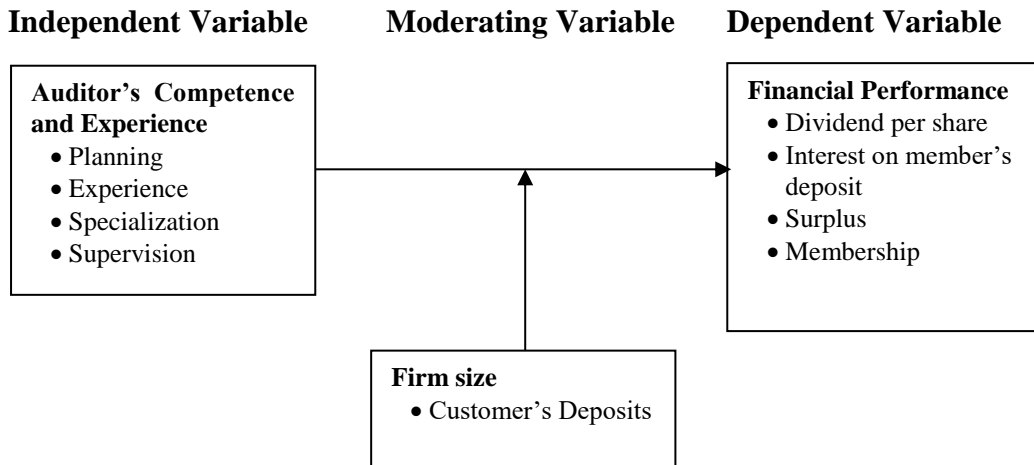 Independent Variable
Moderating Variable
Dependent Variable
Auditor's Competence
and Experience
• Planning
• Experience
• Specialization
• Supervision
Financial Performance
• Dividend per share
• Interest on member's
deposit
• Surplus
• Membership
Firm size
• Customer's Deposits